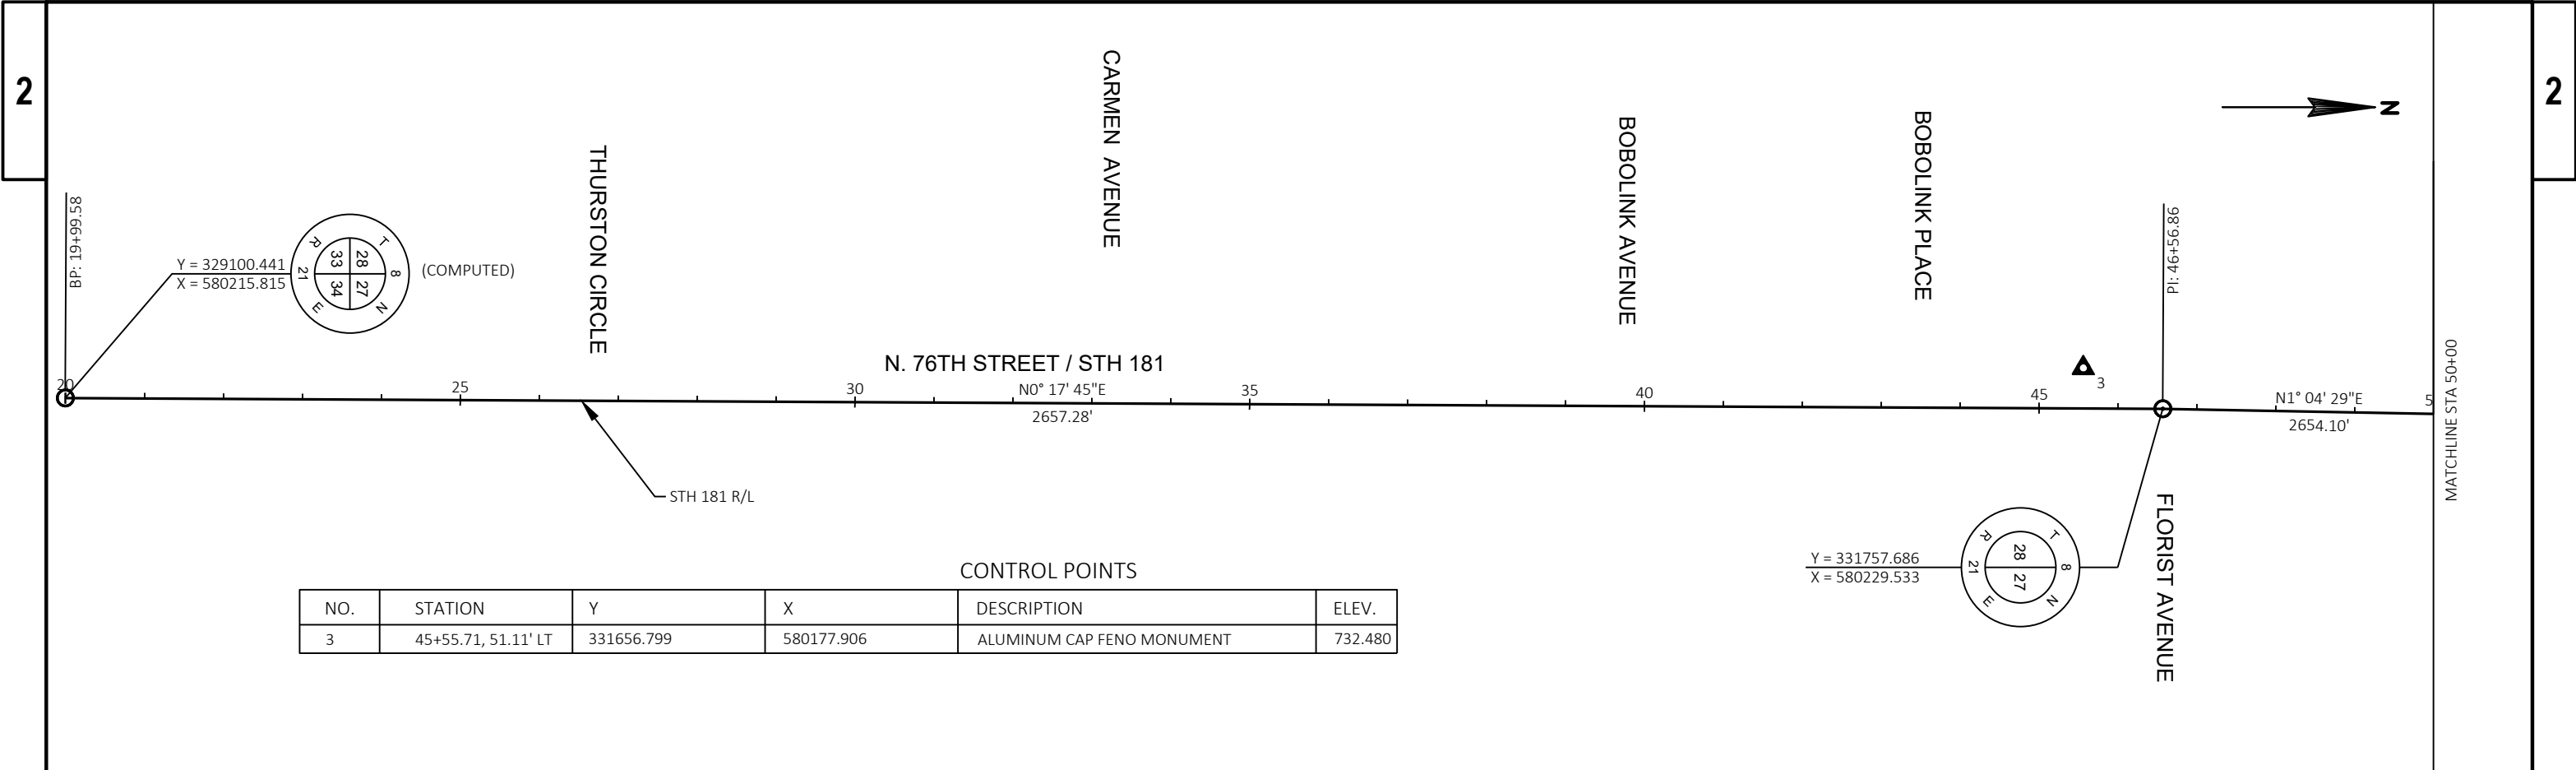 2
2
CARMEN AVENUE
THURSTON CIRCLE
BOBOLINK AVENUE
BOBOLINK PLACE
N
BP: 19+99.58
Y = 329100.441
X = 580215.815
R T
33 28
21 8
34 27
E N
(COMPUTED)
PI: 46+56.86
N. 76TH STREET / STH 181
3
20
25
30
N0° 17' 45"E
35
40
45
N1° 04' 29"E
5
2657.28'
2654.10'
MATCHLINE STA 50+00
STH 181 R/L
FLORIST AVENUE
Y = 331757.686
X = 580229.533
R T
28
21 8
27
E N
CONTROL POINTS
NO. STATION Y X DESCRIPTION ELEV.
3 45+55.71, 51.11' LT 331656.799 580177.906 ALUMINUM CAP FENO MONUMENT 732.480